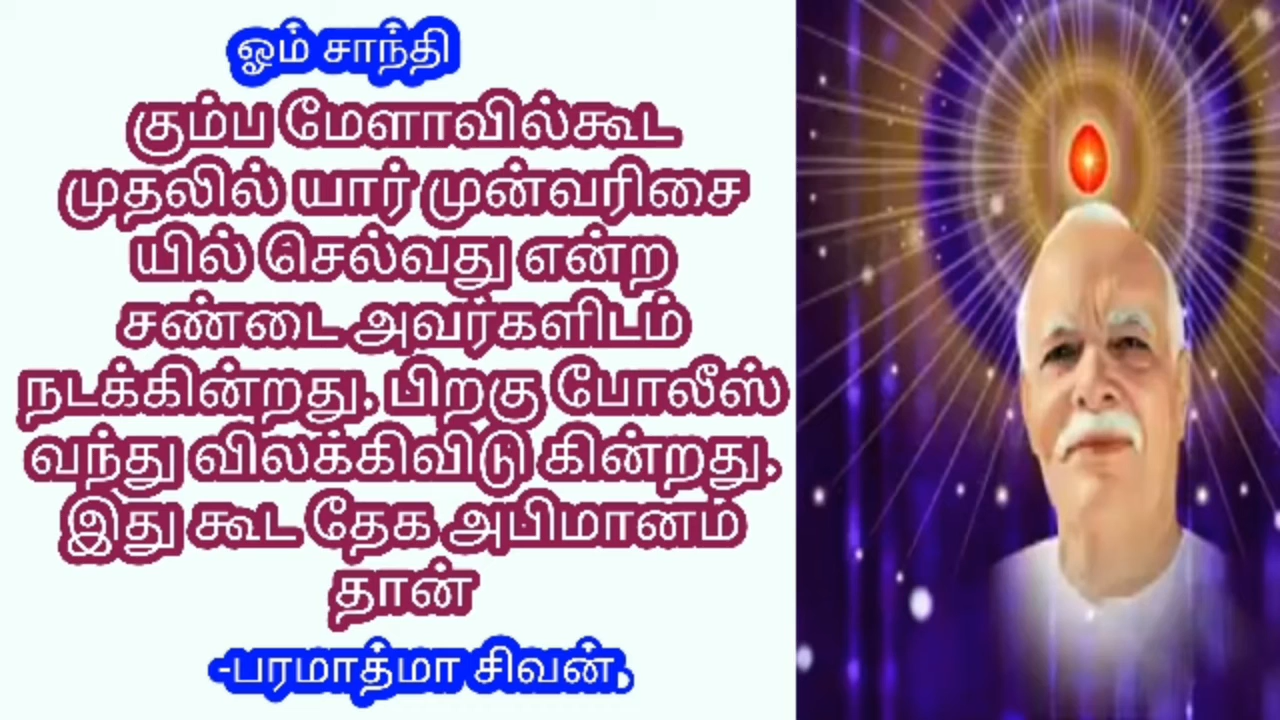 ஓம் சாந்தி
கும்ப மேளாவில்கூட
முதலில் யார் முன்வரிசை
யில் செல்வது என்ற
சண்டை அவர்களிடம்
நடக்கின்றது. பிறகு போலீஸ்
வந்து விலக்கிவிடு கின்றது.
இது கூட தேக அபிமானம்
தான்
-பரமாத்மா சிவன்,